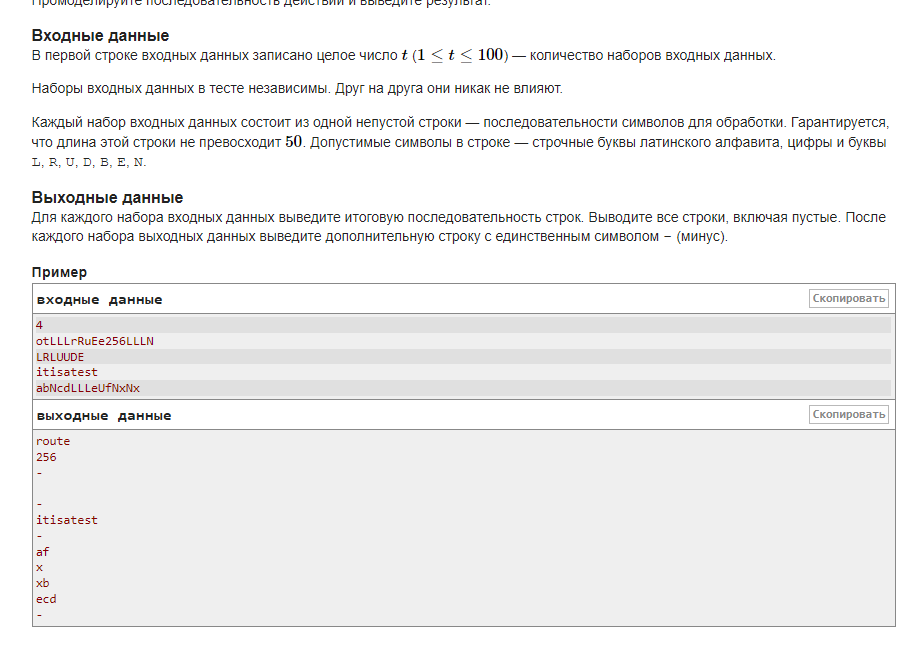 Промоделируйте последовательность действий и выведите результат.
Входные данные
В первой строке входных данных записано целое число t (1 ≤ t ≤ 100) — количество наборов входных данных.
Наборы входных данных в тесте независимы. Друг на друга они никак не влияют.
Каждый набор входных данных состоит из одной непустой строки — последовательности символов для обработки. Гарантируется,
что длина этой строки не превосходит 50. Допустимые символы в строке — строчные буквы латинского алфавита, цифры и буквы
L, R, U, D, B, E, N.
Выходные данные
Для каждого набора входных данных выведите итоговую последовательность строк. Выводите все строки, включая пустые. После
каждого набора выходных данных выведите дополнительную строку с единственным символом - (минус).
Пример
входные данные
Скопировать
4
otLLLrRuEe256LLLN
LRLUUDE
itisatest
abNcdLLLeUfNxNx
выходные данные
Скопировать
route
256
-
-
itisatest
-
af
x
xb
ecd
-